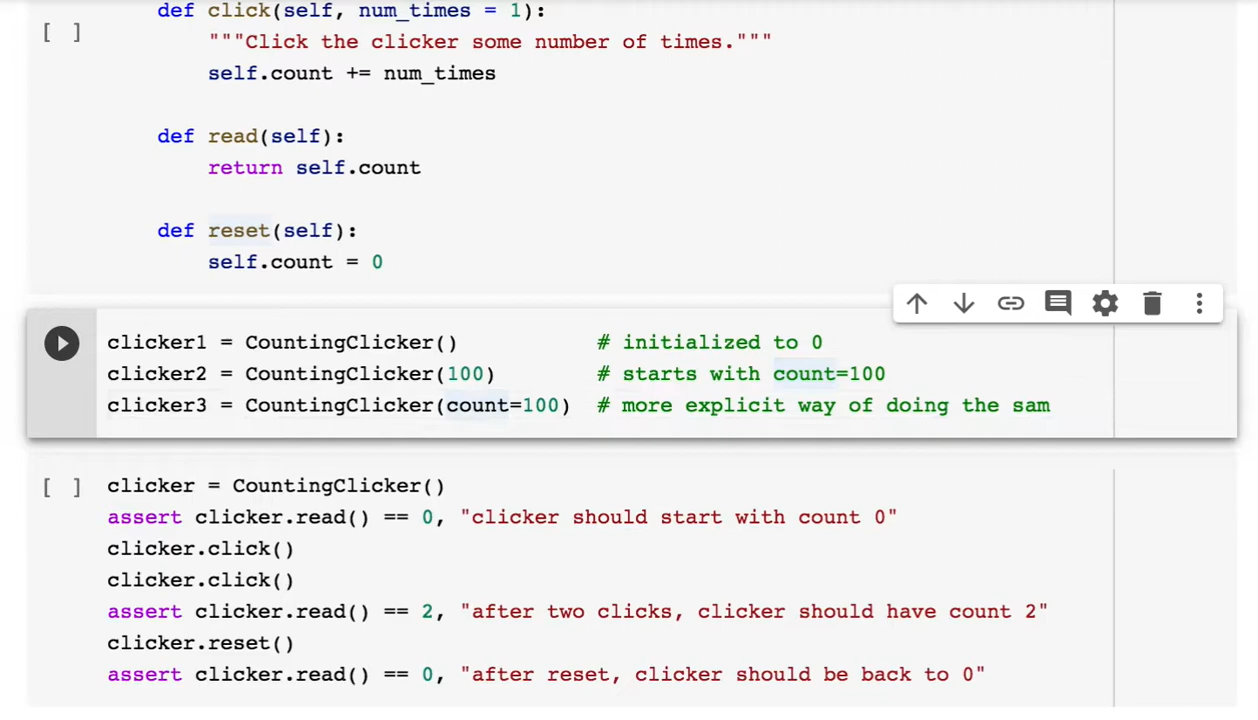 def click(self, num_times = 1):
[ ]
"""Click the clicker some number of times."""
self.count += num_times
def read(self):
return self.count
def reset(self):
self.count = 0
clicker1 = CountingClicker() # initialized to 0
clicker2 = CountingClicker(100) # starts with count=100
clicker3 = CountingClicker(count=100) # more explicit way of doing the sam
[ ] clicker = CountingClicker()
assert clicker.read() == 0, "clicker should start with count 0"
clicker.click()
clicker.click()
assert clicker.read() == 2, "after two clicks, clicker should have count 2"
clicker.reset()
assert clicker.read() == 0, "after reset, clicker should be back to 0"